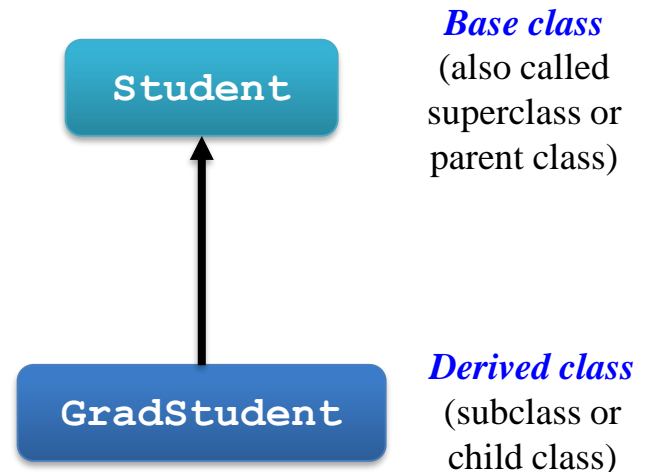 Student
Base class
(also called
superclass or
parent class)
GradStudent
Derived class
(subclass or
child class)